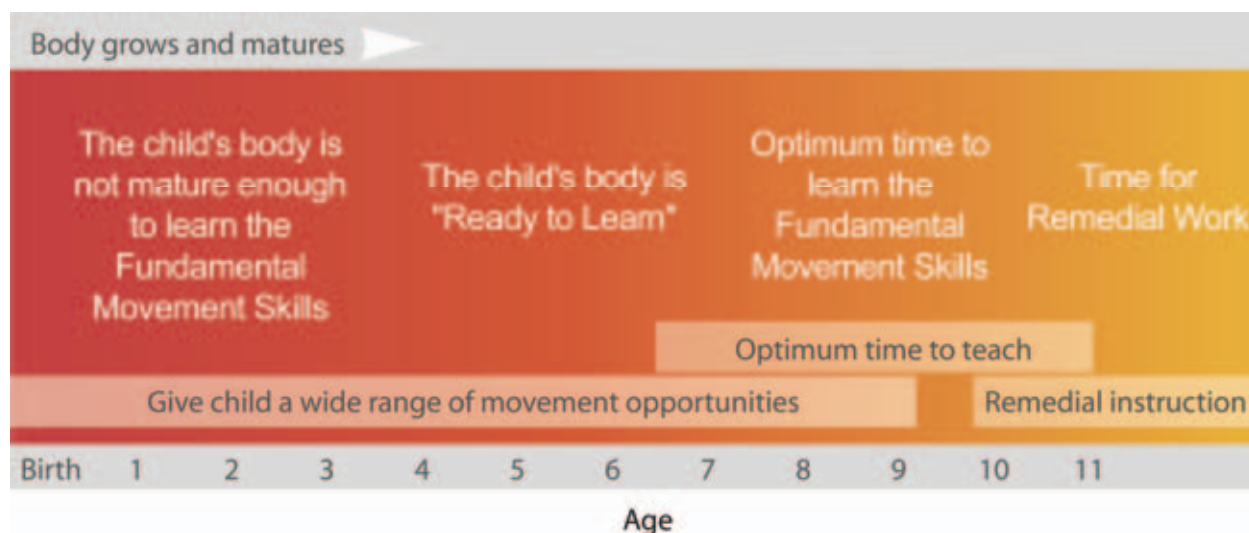 Body grows and matures
The child's body is
not mature enough
to learn the
Fundamental
Movement Skills
The child's body is
"Ready to Learn"
Optimum time to
learn the
Fundamental
Movement Skills
Time for
Remedial Work
Optimum time to teach
Give child a wide range of movement opportunities
Remedial instruction
Birth 1 2 3 4 5 6 7 8 9 10 11
Age